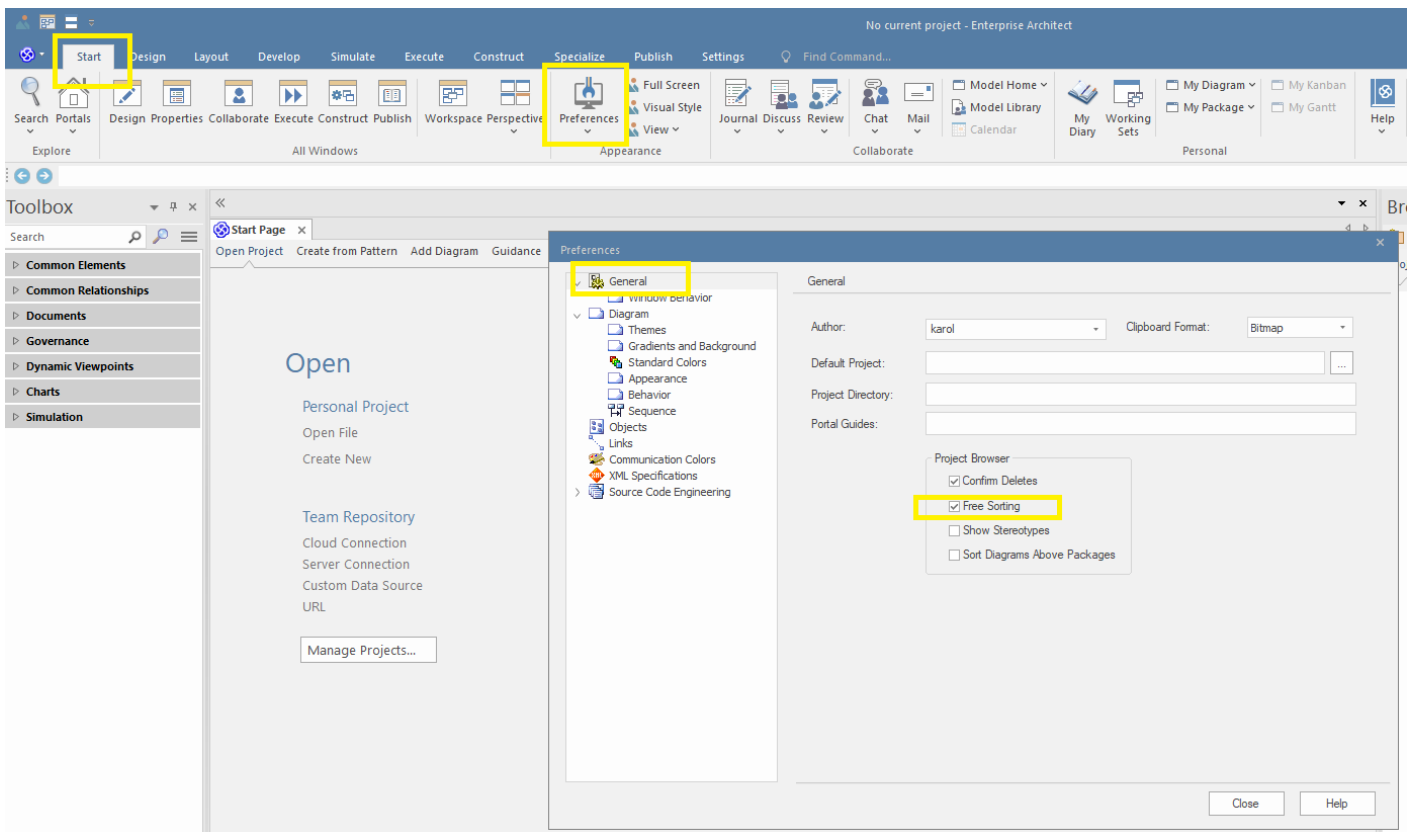 No current project - Enterprise Architect
Start Design Layout Develop Simulate Execute Construct Specialize Publish Settings Find Command...
Search Portals Design Properties Collaborate Execute Construct Publish Workspace Perspective Preferences Full Screen Visual Style View Journal Discuss Review Chat Mail Model Home Model Library Calendar My Diary Working Sets My Diagram My Package My Kanban My Gantt Help
Explore All Windows Appearance Collaborate Personal
Toolbox
Search
Common Elements
Common Relationships
Documents
Governance
Dynamic Viewpoints
Charts
Simulation
Start Page
Open Project Create from Pattern Add Diagram Guidance
Open
Personal Project
Open File
Create New
Team Repository
Cloud Connection
Server Connection
Custom Data Source
URL
Manage Projects...
Preferences
General
Window Behavior
Diagram
Themes
Gradients and Background
Standard Colors
Appearance
Behavior
Sequence
Objects
Links
Communication Colors
XML Specifications
Source Code Engineering
General
Author: karol Clipboard Format: Bitmap
Default Project: ...
Project Directory:
Portal Guides:
Project Browser
Confirm Deletes
Free Sorting
Show Stereotypes
Sort Diagrams Above Packages
Close Help